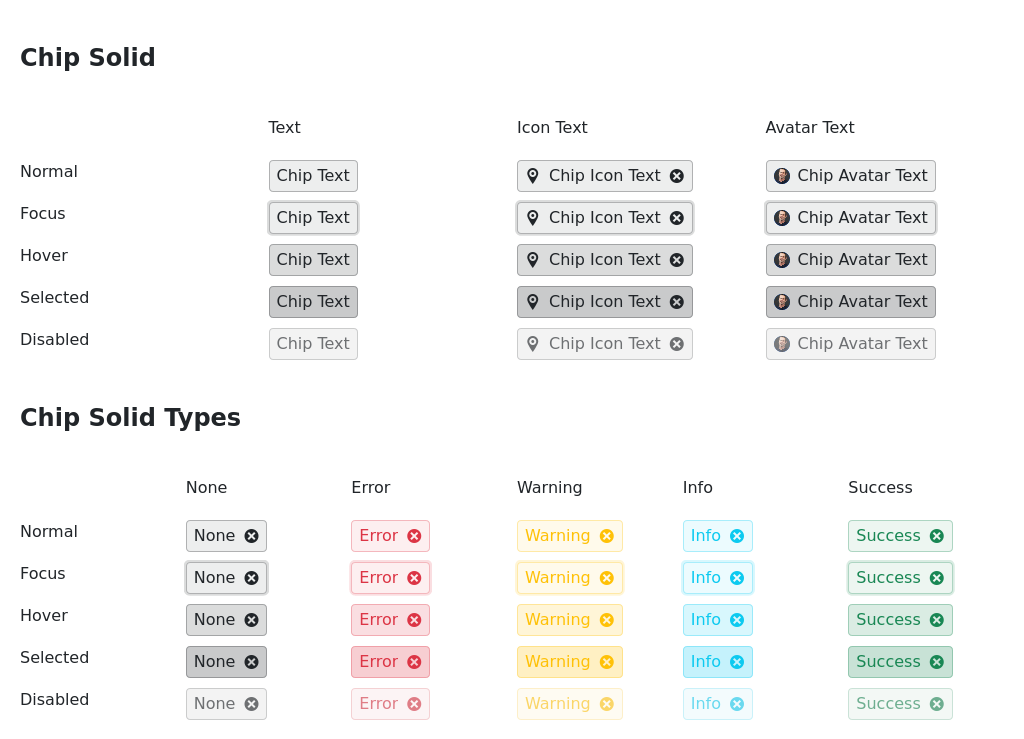 Chip Solid
Text Icon Text Avatar Text
Normal Chip Text Chip Icon Text Chip Avatar Text
Focus Chip Text Chip Icon Text Chip Avatar Text
Hover Chip Text Chip Icon Text Chip Avatar Text
Selected Chip Text Chip Icon Text Chip Avatar Text
Disabled Chip Text Chip Icon Text Chip Avatar Text
Chip Solid Types
None Error Warning Info Success
Normal None Error Warning Info Success
Focus None Error Warning Info Success
Hover None Error Warning Info Success
Selected None Error Warning Info Success
Disabled None Error Warning Info Success